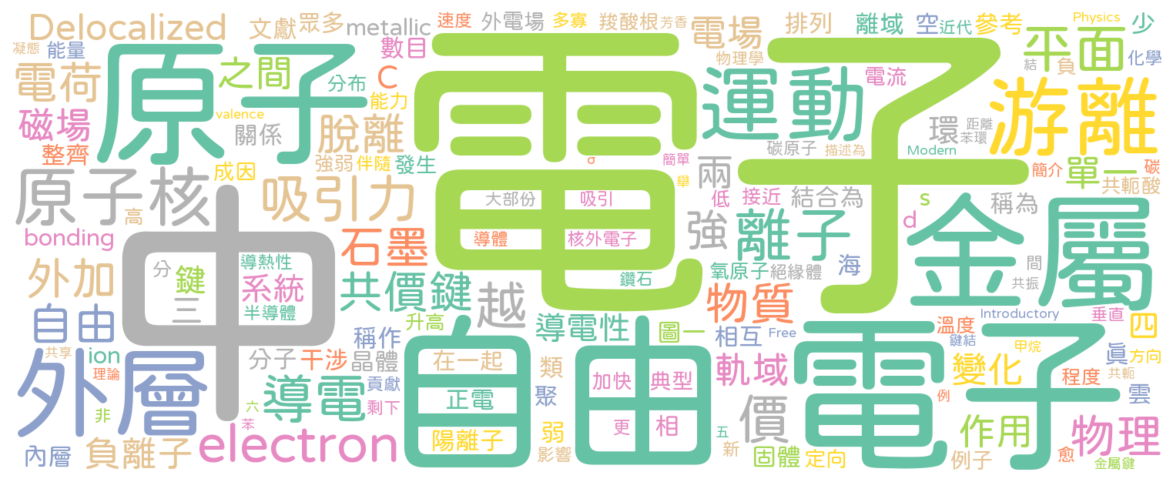 Delocalized
文獻
眾多
metallic
速度
外電場
多寡
羧酸根
芳香
電場
排列
離域
空
近代
參考
Physics
少
凝態
能量
原子
電子
數目
物理學
平面
結
負
化學
電荷
之間
分布
C
能力
運動
電流
游離
valence
磁場
關係
脫離
環
距離
苯環
整齊
成因
強弱
伴隨
發生
σ
簡單
碳原子
描述為
Modern
簡介
碳
原子核
中
吸引力
舉
兩
低
接近
結合為
單一
共軛酸
大部份
吸引
s
高
bonding
石墨
導體
核外電子
強
離子
d
稱為
金屬
外加
分
鍵
導熱性
系統
共價鍵
鑽石
氧原子
絕緣體
海
間
共振
三
半導體
越
物質
自由
升高
導電性
圖一
相互
Free
Introductory
垂直
溫度
四
鍵結
甲烷
外層
共享
ion
理論
分子
干涉
稱作
晶體
自由
在一起
類
加快
典型
軌域
電子
變化
程度
共軛
真
方向
導電
貢獻
剩下
正電
聚
例
雲
非
六
苯
更
相
價
五
新
作用
物理
內層
負離子
electron
陽離子
弱
影響
固體
定向
例子
愈
金屬鍵